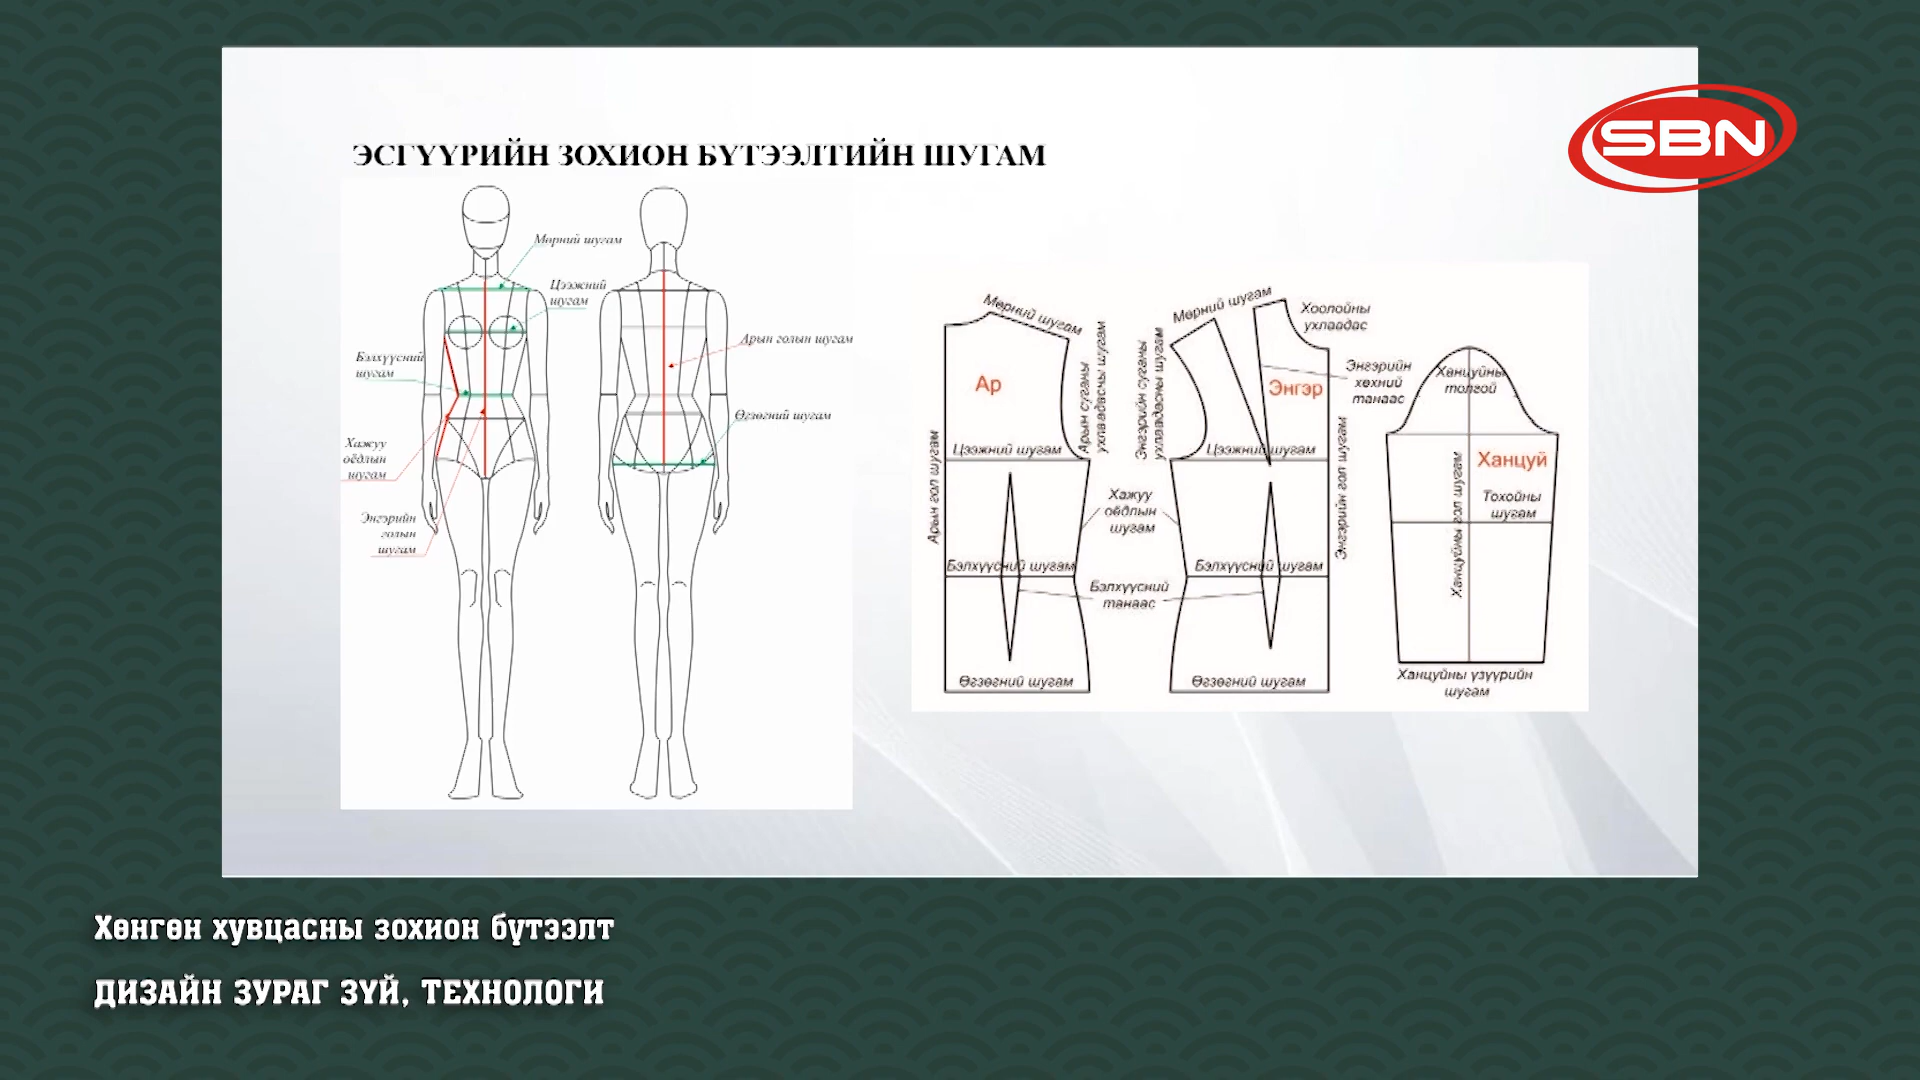 SBN
ЭСГҮҮРИЙН ЗОХИОН БҮТЭЭЛТИЙН ШУГАМ
Мөрний шугам
Цээжний
шугам
Бэлхүүсний
шугам
Хажуу
оёдлын
шугам
Энгэрийн
голын
шугам
Арын голын шугам
Өгзөгний шугам
Мөрний шугам
Ар
Арын суганы
ухлаадасны шугам
Цээжний шугам
Арын гол шугам
Бэлхүүсний шугам
Өгзөгний шугам
Хажуу
оёдлын
шугам
Бэлхүүсний
танаас
Мөрний шугам
Хоолойны
ухлаадас
Энгэрийн суганы
ухлаадасны шугам
Энгэр
Энгэрийн
хөхний
танаас
Цээжний шугам
Энгэрийн гол шугам
Бэлхүүсний шугам
Өгзөгний шугам
Ханцуйны
толгой
Ханцуй
Ханцуйны гол шугам
Тохойны
шугам
Ханцуйны үзүүрийн
шугам
Хөнгөн хувцасны зохион бүтээлт
ДИЗАЙН ЗУРАГ ЗҮЙ, ТЕХНОЛОГИ